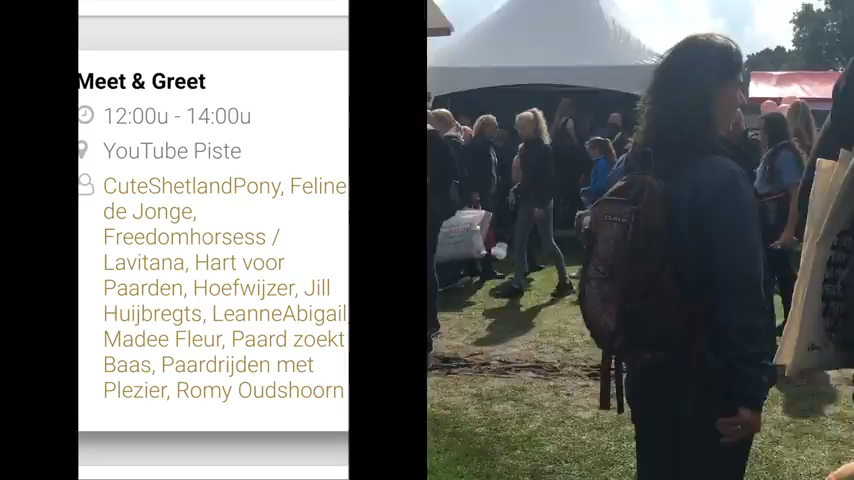 Meet & Greet
12:00u - 14:00u
YouTube Piste
CuteShetlandPony, Feline
de Jonge,
Freedomhorsess /
Lavitana, Hart voor
Paarden, Hoefwijzer, Jill
Huijbregts, LeanneAbigail
Madee Fleur, Paard zoekt
Baas, Paardrijden met
Plezier, Romy Oudshoorn